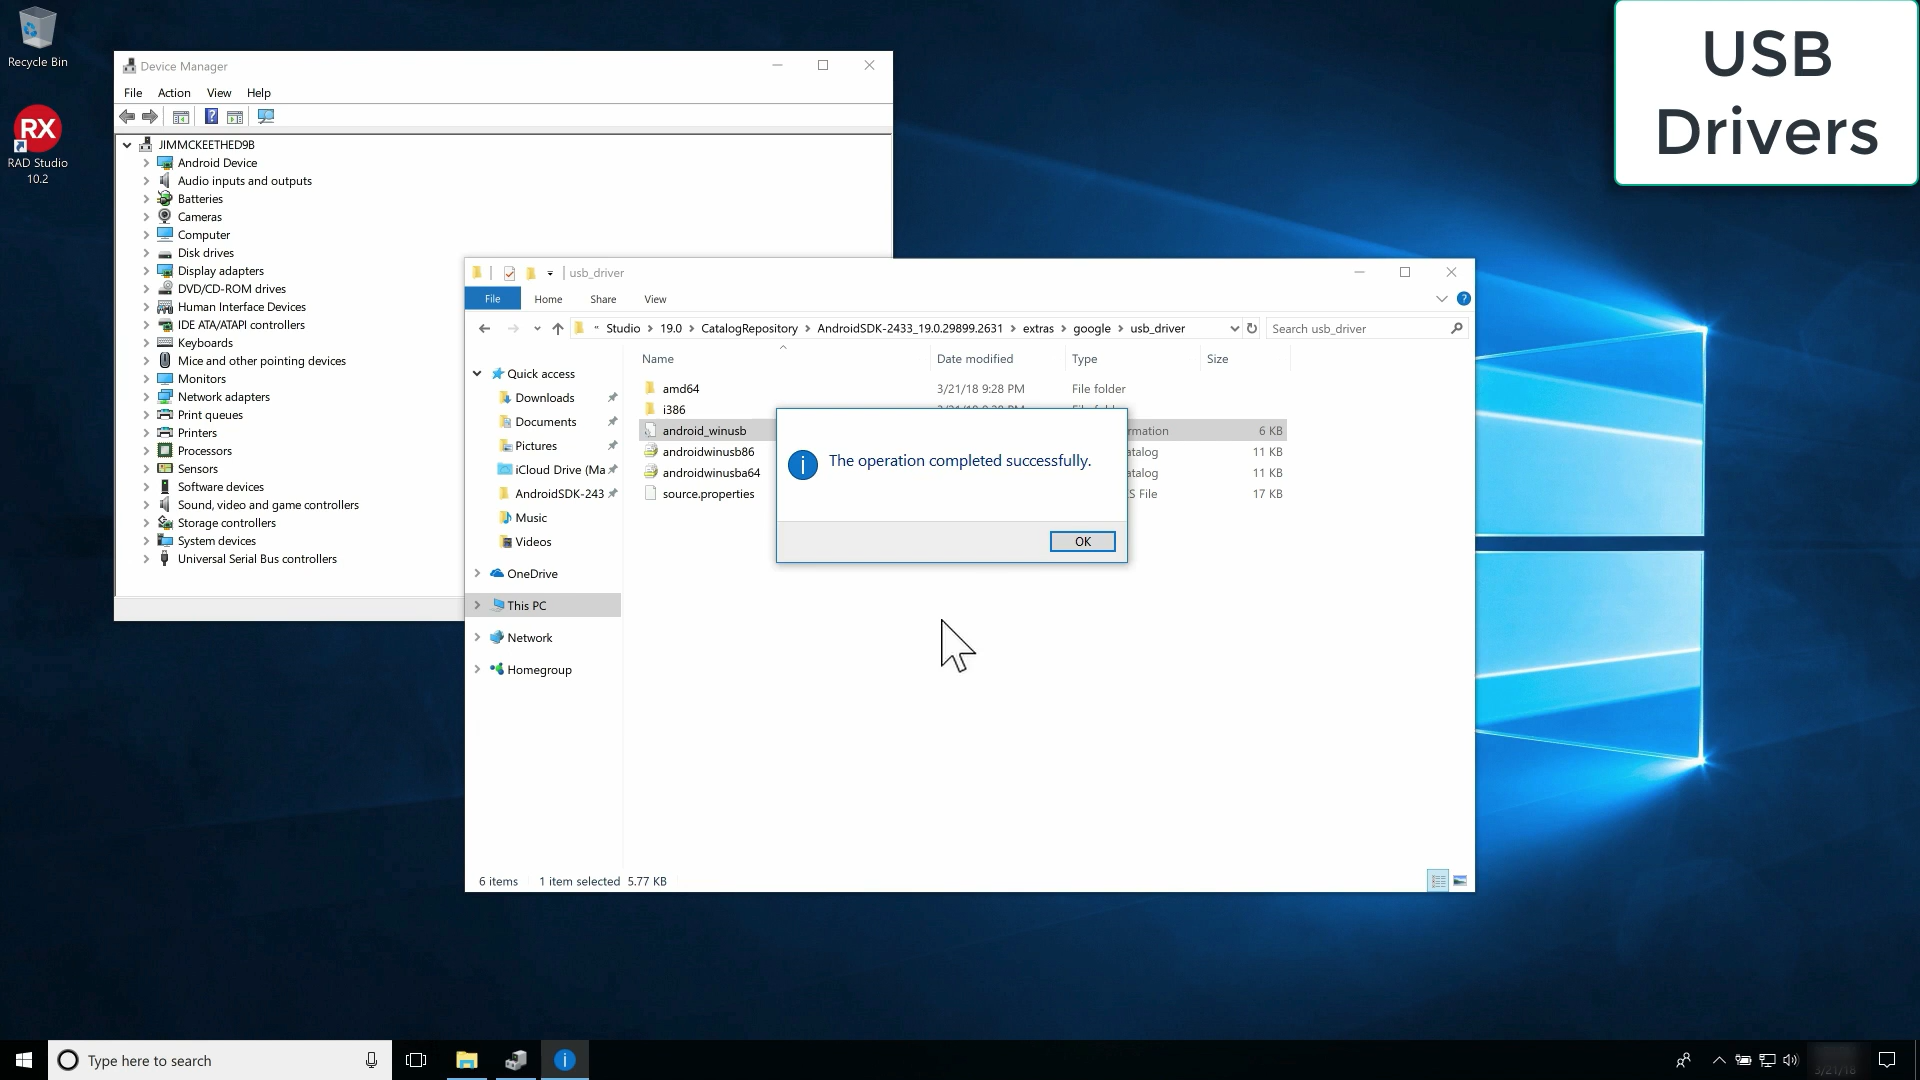 Recycle Bin
RX
RAD Studio
10.2
USB
Drivers
Device Manager
File Action View Help
JIMMCKEETHED9B
Android Device
Audio inputs and outputs
Batteries
Cameras
Computer
Disk drives
Display adapters
DVD/CD-ROM drives
Human Interface Devices
IDE ATA/ATAPI controllers
Keyboards
Mice and other pointing devices
Monitors
Network adapters
Print queues
Printers
Processors
Sensors
Software devices
Sound, video and game controllers
Storage controllers
System devices
Universal Serial Bus controllers
usb_driver
File Home Share View
Studio > 19.0 > CatalogRepository > AndroidSDK-2433_19.0.29899.2631 > extras > google > usb_driver
Search usb_driver
Quick access
Downloads
Documents
Pictures
iCloud Drive (Ma
AndroidSDK-243
Music
Videos
OneDrive
This PC
Network
Homegroup
Name Date modified Type Size
amd64 3/21/18 9:28 PM File folder
i386
android_winusb rmation 6 KB
androidwinusb86 atalog 11 KB
androidwinusba64 atalog 11 KB
source.properties S File 17 KB
The operation completed successfully.
OK
6 items 1 item selected 5.77 KB
Type here to search